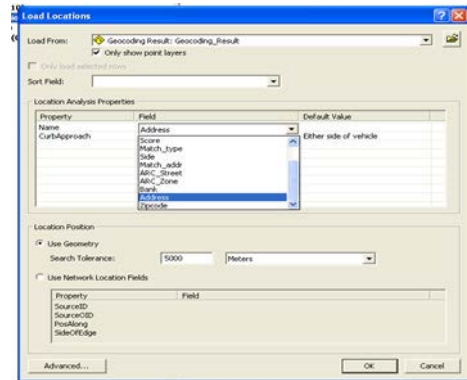 Load Locations
Load From: Geocoding Result: Geocoding_Result
Only show point layers
Only load selected rows
Sort Field:
Location Analysis Properties
Property Field Default Value
Name Address
CurbApproach Either side of vehicle
Score
Match_type
Side
Match_addr
ARC_Street
ARC_Zone
Bank
Address
Zipcode
Location Position
Use Geometry
Search Tolerance: 5000 Meters
Use Network Location Fields
Property Field
SourceID
SourceOID
PosAlong
SideOfEdge
Advanced... OK Cancel